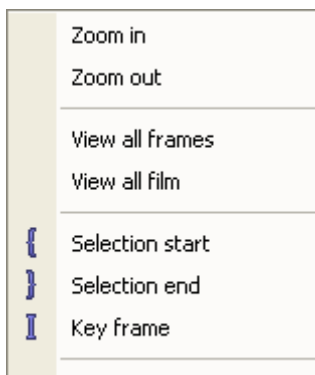 Zoom in
Zoom out
View all frames
View all film
Selection start
Selection end
Key frame